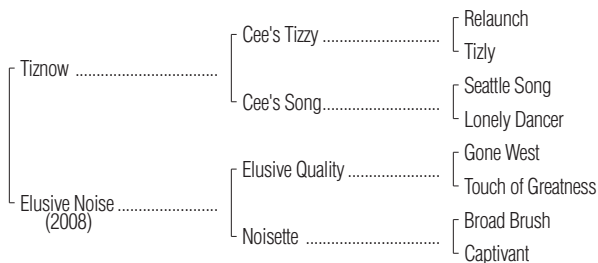 Relaunch
Cee's Tizzy ..............................
Tizly
Tiznow ....................................
Seattle Song
Cee's Song..............................
Lonely Dancer
Gone West
Elusive Quality .......................
Touch of Greatness
Elusive Noise .........................
(2008)
Broad Brush
Noisette ..................................
Captivant